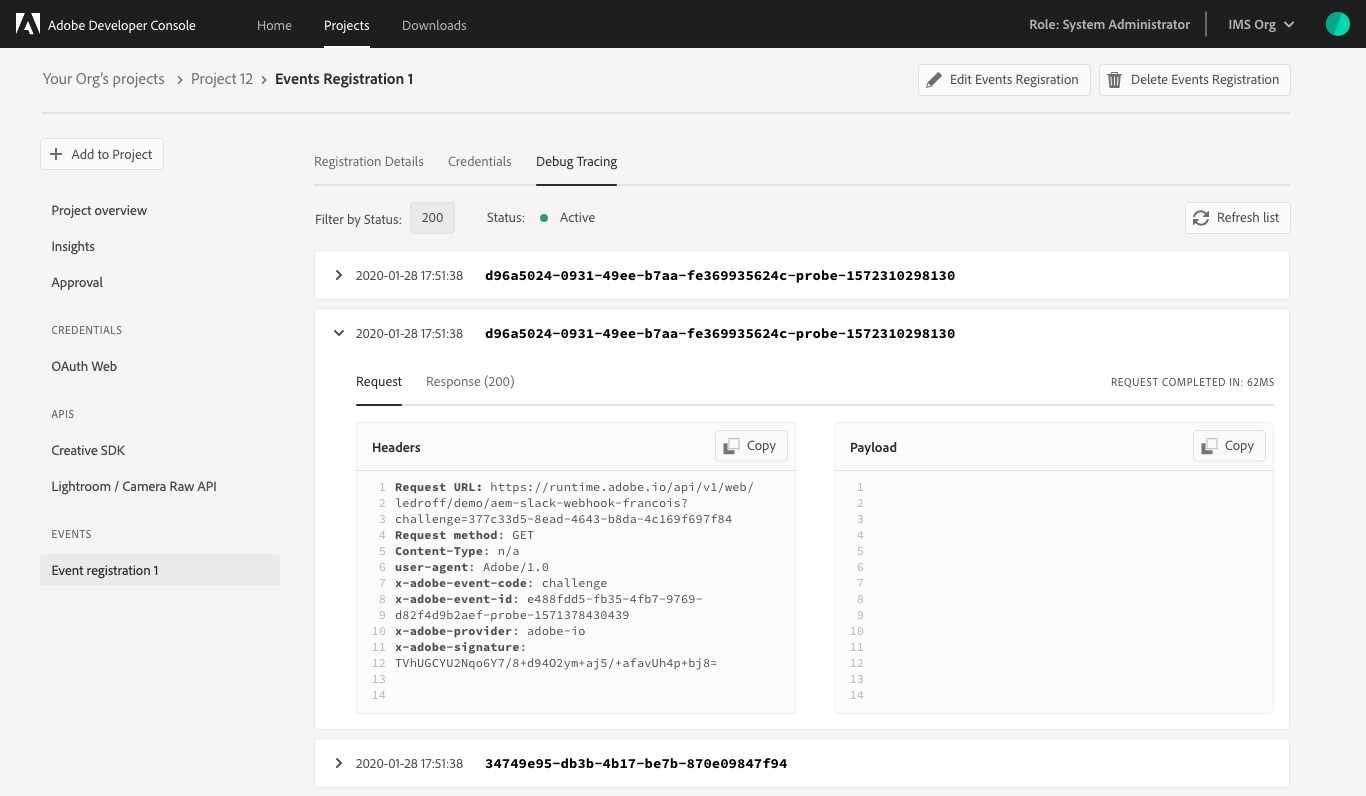 Adobe Developer Console Home Projects Downloads Role: System Administrator IMS Org
Your Org's projects > Project 12 > Events Registration 1 Edit Events Regisration Delete Events Registration
Add to Project
Project overview
Insights
Approval
CREDENTIALS
OAuth Web
APIS
Creative SDK
Lightroom / Camera Raw API
EVENTS
Event registration 1
Registration Details Credentials Debug Tracing
Filter by Status: 200 Status: Active Refresh list
2020-01-28 17:51:38 d96a5024-0931-49ee-b7aa-fe369935624c-probe-1572310298130
2020-01-28 17:51:38 d96a5024-0931-49ee-b7aa-fe369935624c-probe-1572310298130
Request Response (200) REQUEST COMPLETED IN: 62MS
Headers Copy
1 Request URL: https://runtime.adobe.io/api/v1/web/
2 ledroff/demo/aem-slack-webhook-francois?
3 challenge=377c33d5-8ead-4643-b8da-4c169f697f84
4 Request method: GET
5 Content-Type: n/a
6 user-agent: Adobe/1.0
7 x-adobe-event-code: challenge
8 x-adobe-event-id: e488fdd5-fb35-4fb7-9769-
9 d82f4d9b2aef-probe-1571378430439
10 x-adobe-provider: adobe-io
11 x-adobe-signature:
12 TVhUGCYU2Nqo6Y7/8+d94O2ym+aj5/+afavUh4p+bj8=
13
14
Payload Copy
1
2
3
4
5
6
7
8
9
10
11
12
13
14
2020-01-28 17:51:38 34749e95-db3b-4b17-be7b-870e09847f94